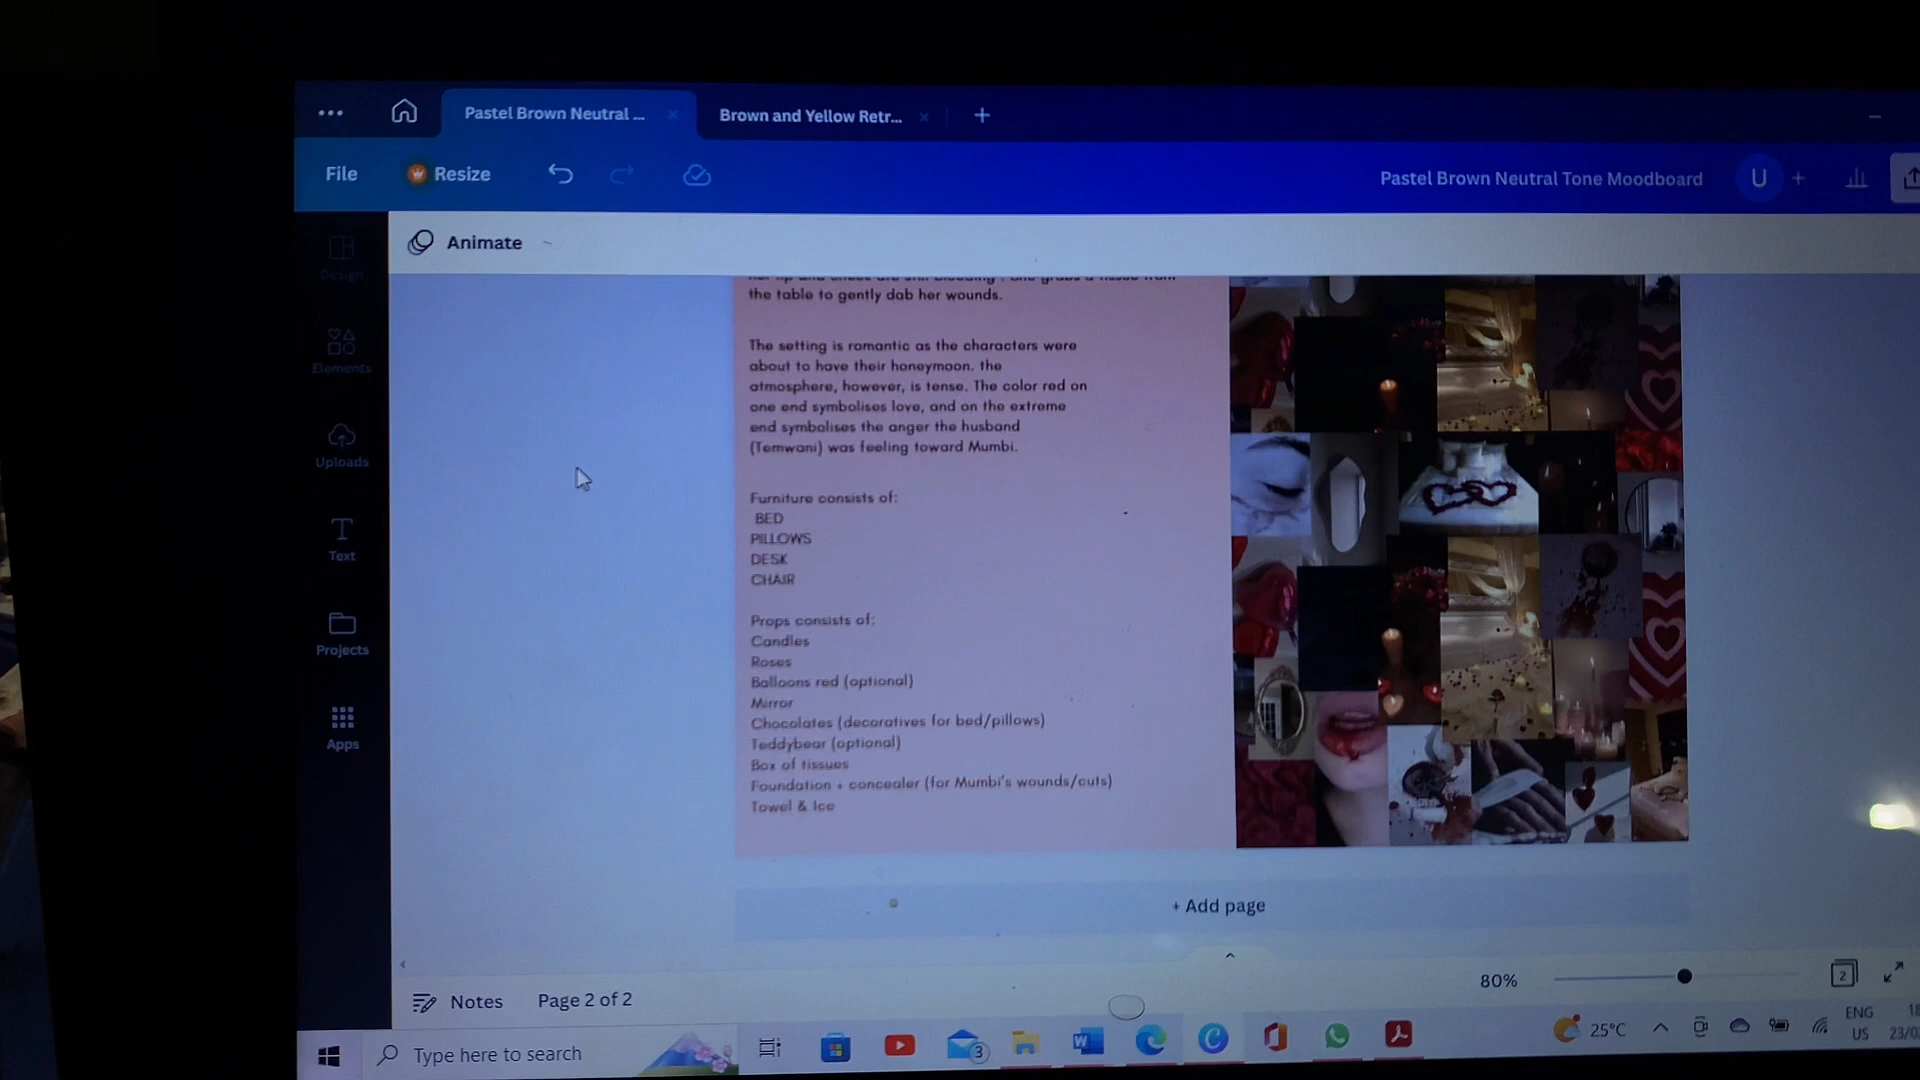 Pastel Brown Neutral ...
Brown and Yellow Retr...
File
Resize
Pastel Brown Neutral Tone Moodboard
U
Animate
Design
Elements
Uploads
Text
Projects
Apps
the table to gently dab her wounds.
The setting is romantic as the characters were
about to have their honeymoon. the
atmosphere, however, is tense. The color red on
one end symbolises love, and on the extreme
end symbolises the anger the husband
(Temwani) was feeling toward Mumbi.
Furniture consists of:
BED
PILLOWS
DESK
CHAIR
Props consists of:
Candles
Roses
Balloons red (optional)
Mirror
Chocolates (decoratives for bed/pillows)
Teddybear (optional)
Box of tissues
Foundation + concealer (for Mumbi's wounds/cuts)
Towel & Ice
+ Add page
Notes
Page 2 of 2
80%
2
Type here to search
3
25°C
ENG
US